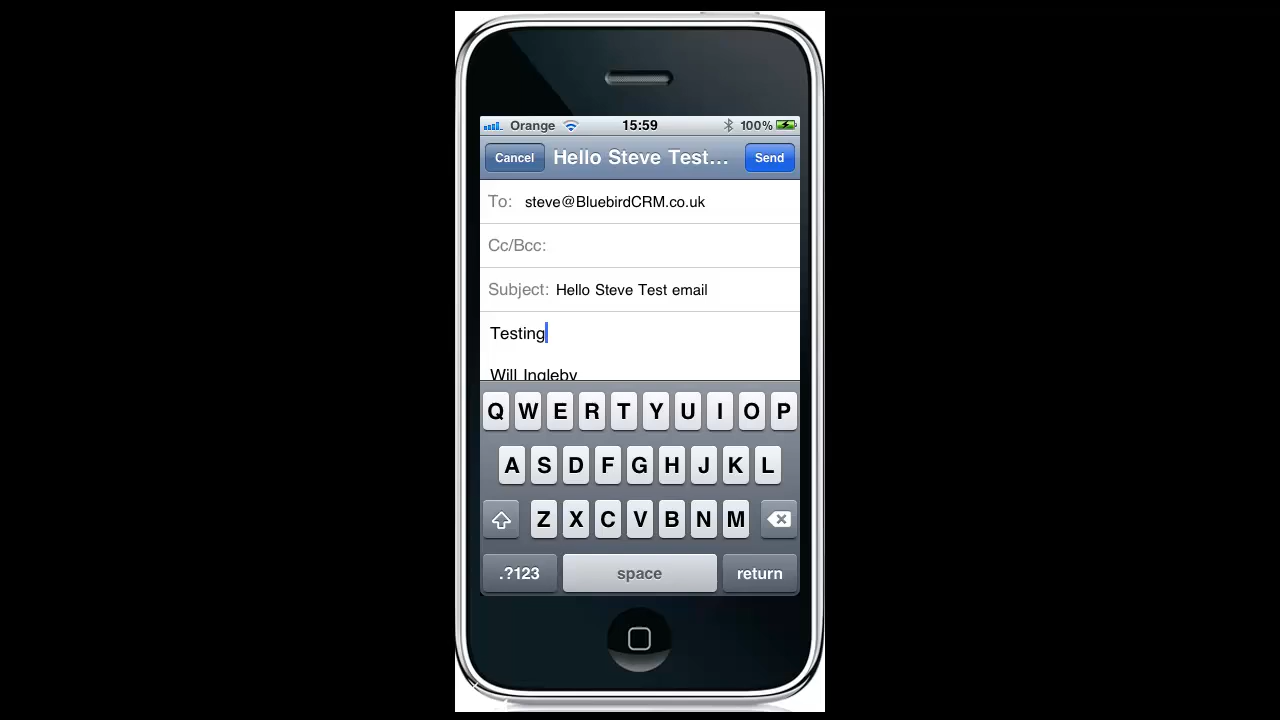 Orange 15:59 100%
Cancel Hello Steve Test... Send
To: steve@BluebirdCRM.co.uk
Cc/Bcc:
Subject: Hello Steve Test email
Testing
Will Ingleby
Q W E R T Y U I O P
A S D F G H J K L
Z X C V B N M
.?123 space return